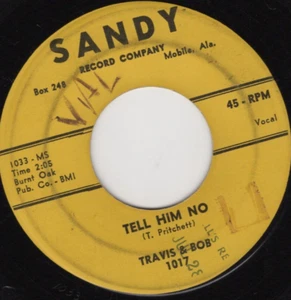 SANDY
RECORD COMPANY
Box 248
Mobile, Ala.
VAL
45 - RPM
Vocal
1033 - MS
Time 2:05
Burnt Oak
Pub. Co. - BMI
TELL HIM NO
(T. Pritchett)
TRAVIS & BOB
1017